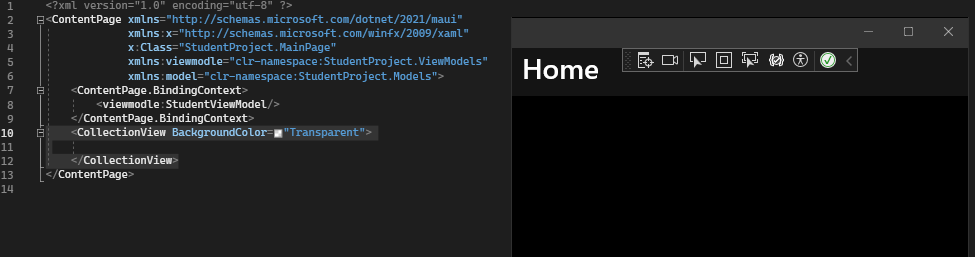 1 <?xml version="1.0" encoding="utf-8" ?>
2 <ContentPage xmlns="http://schemas.microsoft.com/dotnet/2021/maui"
3 xmlns:x="http://schemas.microsoft.com/winfx/2009/xaml"
4 x:Class="StudentProject.MainPage"
5 xmlns:viewmodle="clr-namespace:StudentProject.ViewModels"
6 xmlns:model="clr-namespace:StudentProject.Models">
7 <ContentPage.BindingContext>
8 <viewmodle:StudentViewModel/>
9 </ContentPage.BindingContext>
10 <CollectionView BackgroundColor="Transparent">
11
12 </CollectionView>
13 </ContentPage>
14
Home